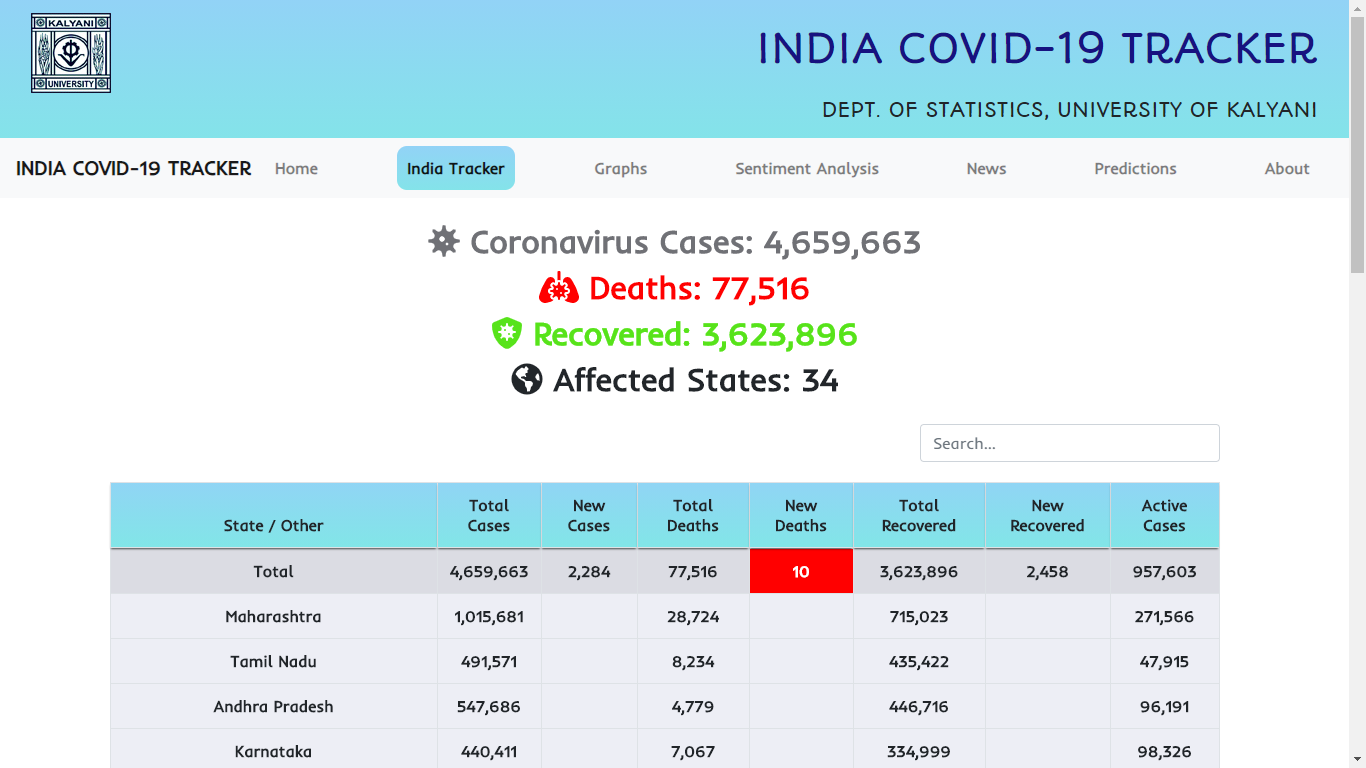 KALYANI
UNIVERSITY
INDIA COVID-19 TRACKER
DEPT. OF STATISTICS, UNIVERSITY OF KALYANI
INDIA COVID-19 TRACKER Home India Tracker Graphs Sentiment Analysis News Predictions About
Coronavirus Cases: 4,659,663
Deaths: 77,516
Recovered: 3,623,896
Affected States: 34
Search...
State / Other Total Cases New Cases Total Deaths New Deaths Total Recovered New Recovered Active Cases
Total 4,659,663 2,284 77,516 10 3,623,896 2,458 957,603
Maharashtra 1,015,681 28,724 715,023 271,566
Tamil Nadu 491,571 8,234 435,422 47,915
Andhra Pradesh 547,686 4,779 446,716 96,191
Karnataka 440,411 7,067 334,999 98,326